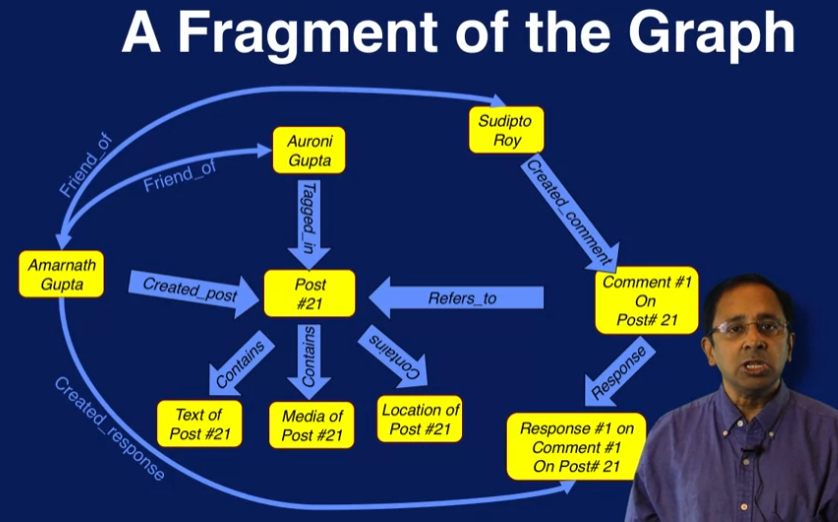 A Fragment of the Graph
Sudipto
Roy
Auroni
Gupta
Friend_of
Friend_of
Tagged_in
Created_comment
Amarnath
Gupta
Created_post
Post
#21
Refers_to
Comment #1
On
Post# 21
Contains
Contains
Contains
Response
Created_response
Text of
Post #21
Media of
Post #21
Location of
Post #21
Response #1 on
Comment #1
On Post# 21